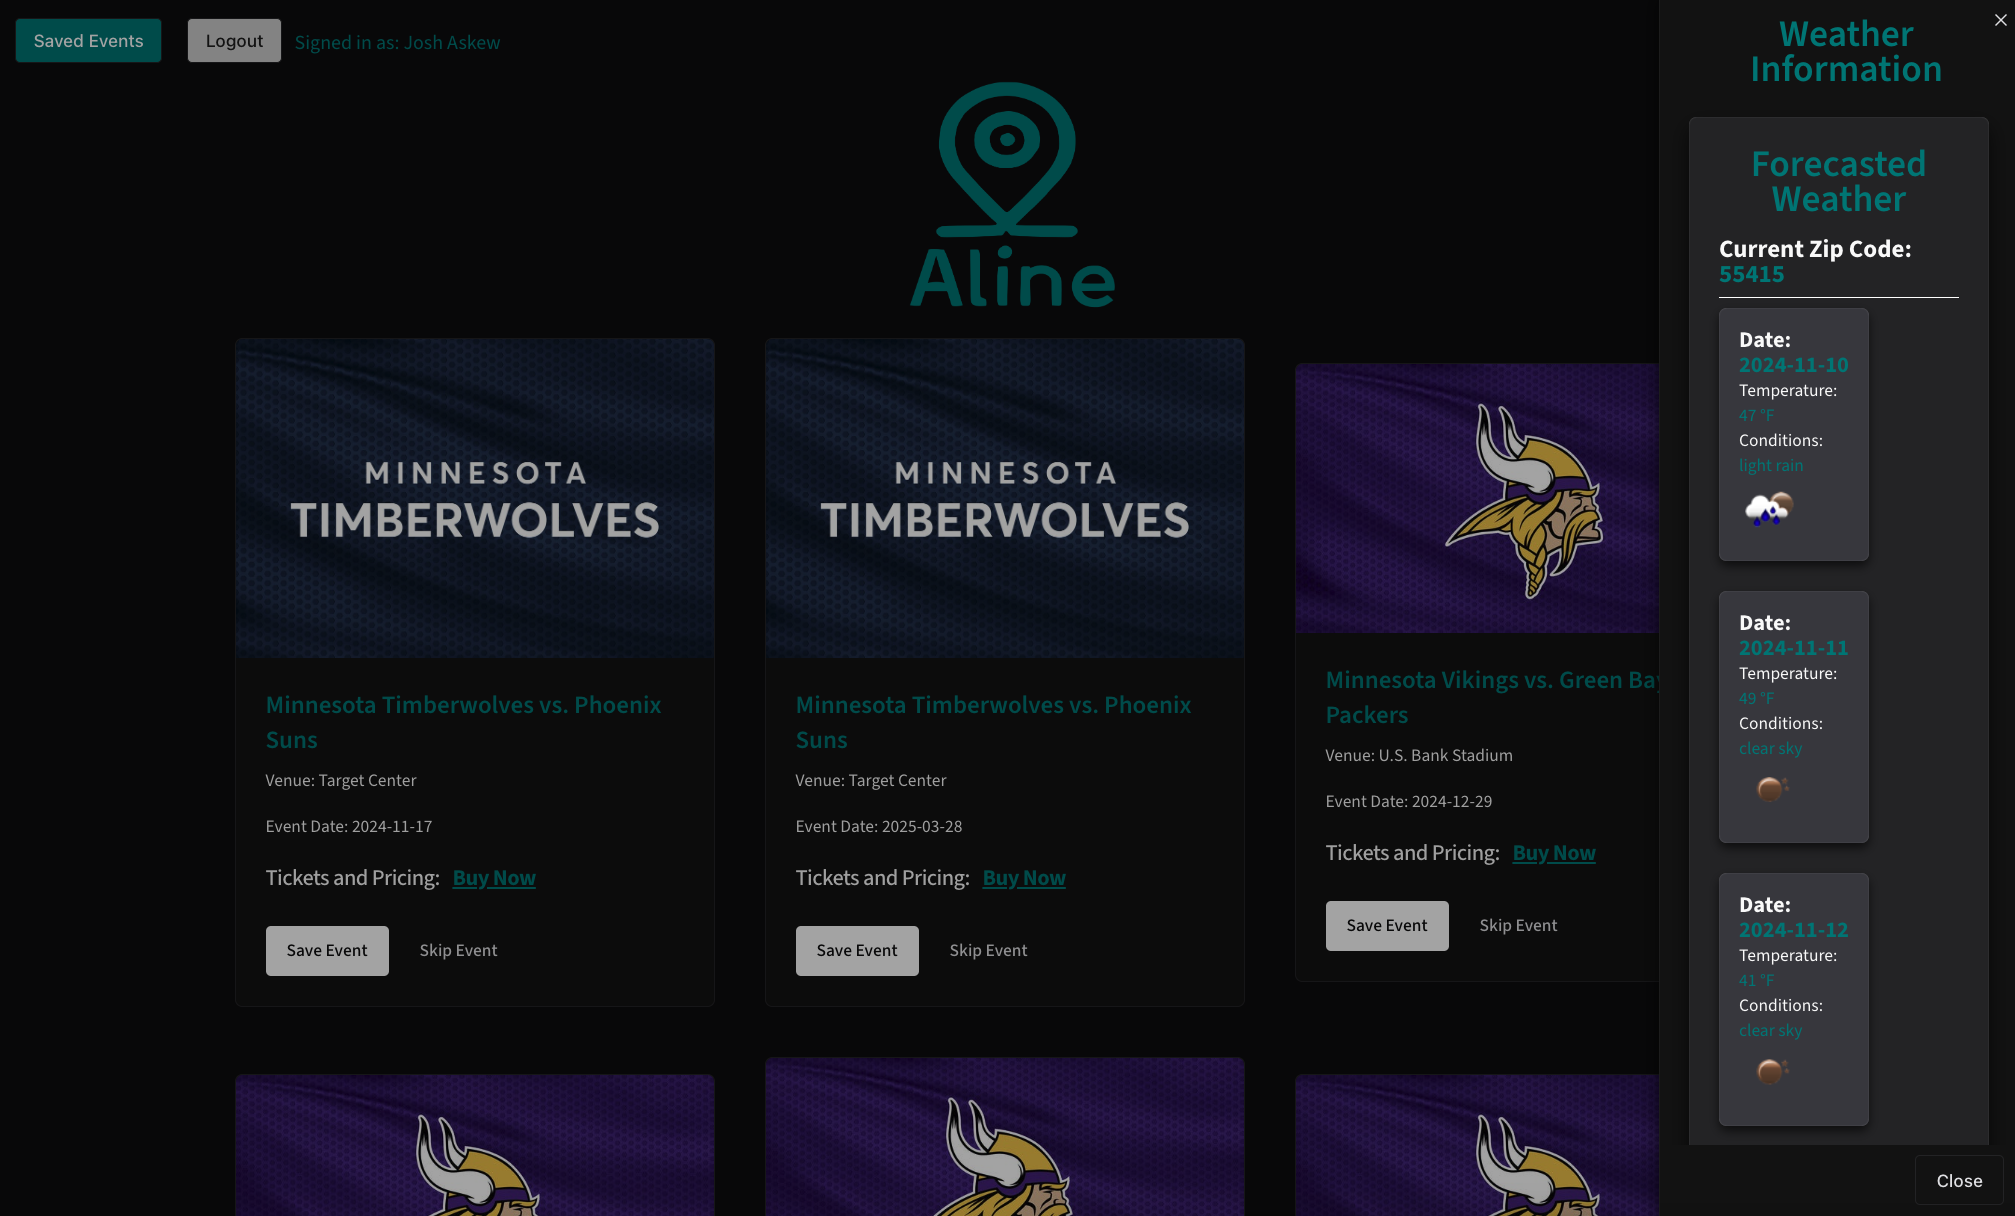 Saved Events
Logout
Signed in as: Josh Askew
Aline
MINNESOTA
TIMBERWOLVES
Minnesota Timberwolves vs. Phoenix
Suns
Venue: Target Center
Event Date: 2024-11-17
Tickets and Pricing: Buy Now
Save Event
Skip Event
MINNESOTA
TIMBERWOLVES
Minnesota Timberwolves vs. Phoenix
Suns
Venue: Target Center
Event Date: 2025-03-28
Tickets and Pricing: Buy Now
Save Event
Skip Event
Minnesota Vikings vs. Green Bay
Packers
Venue: U.S. Bank Stadium
Event Date: 2024-12-29
Tickets and Pricing: Buy Now
Save Event
Skip Event
Weather
Information
Forecasted
Weather
Current Zip Code:
55415
Date:
2024-11-10
Temperature:
47 °F
Conditions:
light rain
Date:
2024-11-11
Temperature:
49 °F
Conditions:
clear sky
Date:
2024-11-12
Temperature:
41 °F
Conditions:
clear sky
Close